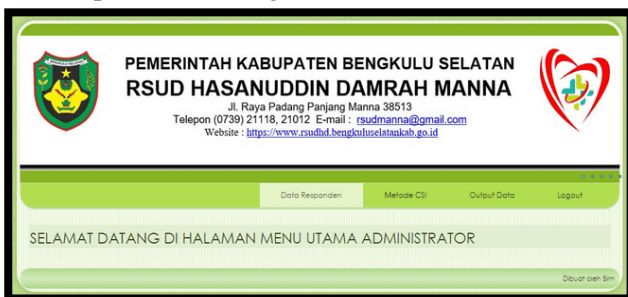 PEMERINTAH KABUPATEN BENGKULU SELATAN
RSUD HASANUDDIN DAMRAH MANNA
Jl. Raya Padang Panjang Manna 38513
Telepon (0739) 21118, 21012 E-mail : rsudmanna@gmail.com
Website : https://www.rsudhd.bengkuluselatankab.go.id
Data Responden Metode CSI Output Data Logout
SELAMAT DATANG DI HALAMAN MENU UTAMA ADMINISTRATOR
Dibuat oleh Bim